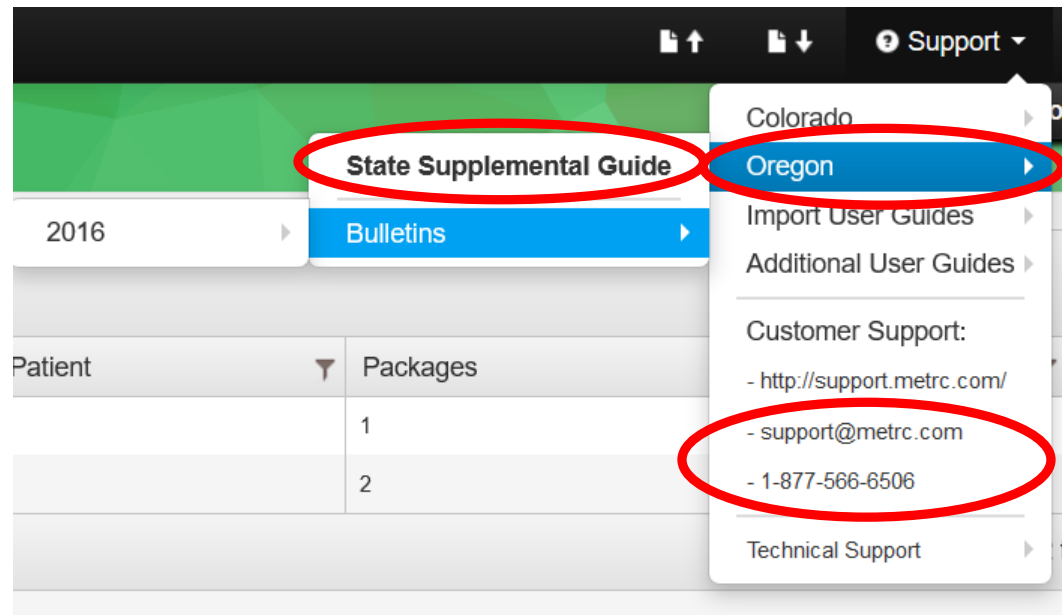 Support
Colorado
State Supplemental Guide
Oregon
2016
Bulletins
Import User Guides
Additional User Guides
Customer Support:
Patient
Packages
- http://support.metrc.com/
1
- support@metrc.com
2
- 1-877-566-6506
Technical Support